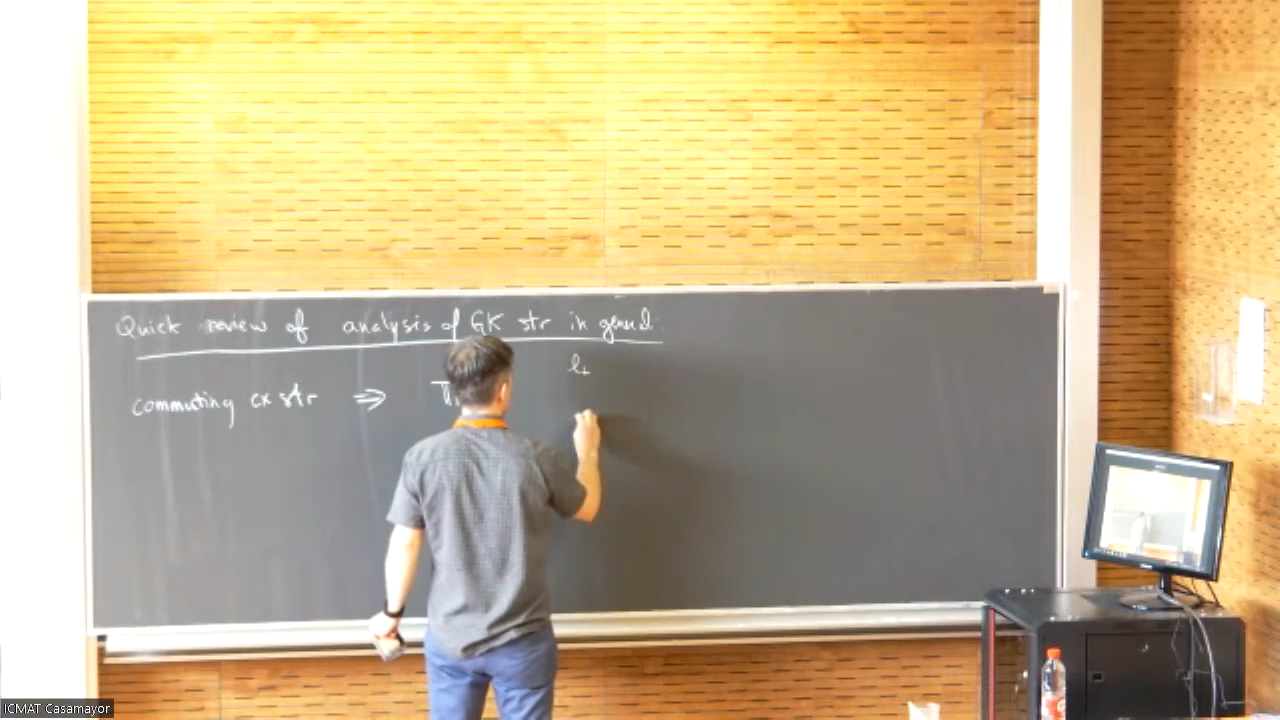 Quick review of analysis of GK str in general:
l+
commuting cx str ⇒ π
ICMAT Casamayor